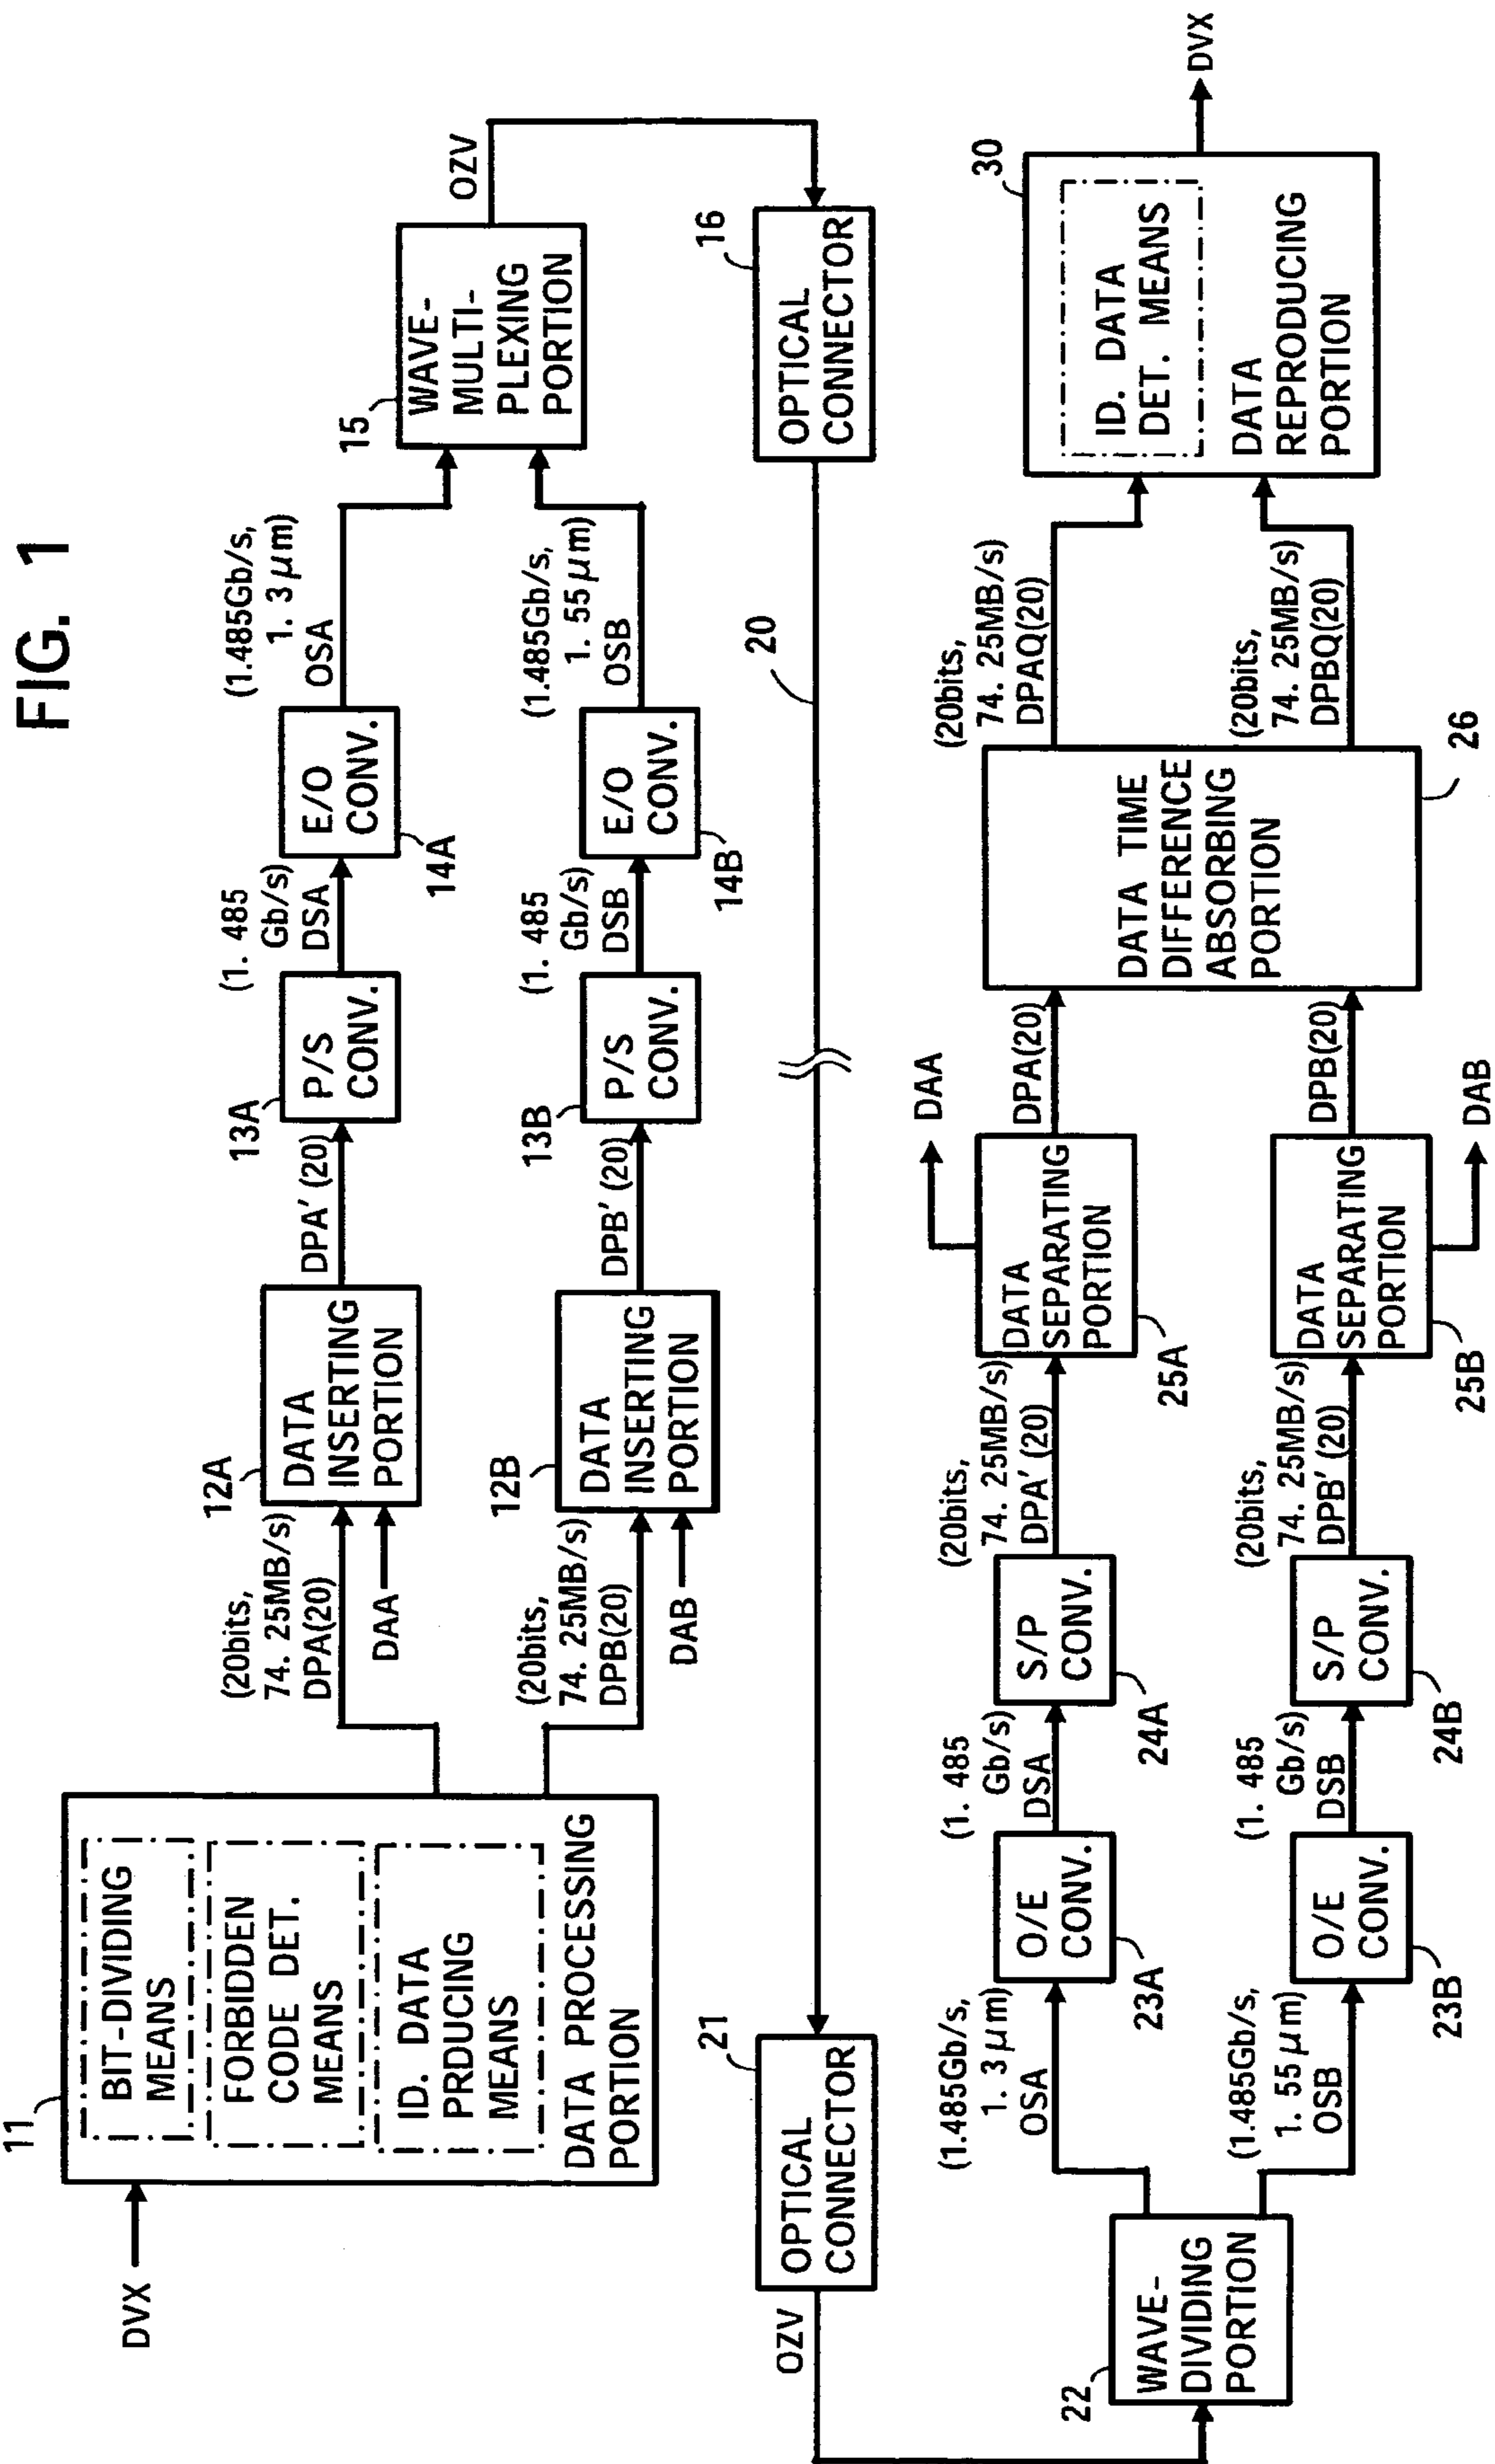 FIG. 1
DVX
11
BIT-DIVIDING
MEANS
FORBIDDEN
CODE DET.
MEANS
ID. DATA
PRDUCING
MEANS
DATA PROCESSING
PORTION
(20bits,
74. 25MB/s)
DPA(20)
DAA
12A
DATA
INSERTING
PORTION
DPA' (20)
13A
P/S
CONV.
(1. 485
Gb/s)
DSA
E/O
CONV.
14A
(1.485Gb/s,
1. 3 μm)
OSA
(20bits,
74. 25MB/s)
DPB(20)
DAB
12B
DATA
INSERTING
PORTION
DPB' (20)
13B
P/S
CONV.
(1. 485
Gb/s)
DSB
E/O
CONV.
14B
(1.485Gb/s,
1. 55 μm)
OSB
15
WAVE-
MULTI-
PLEXING
PORTION
OZV
16
OPTICAL
CONNECTOR
20
21
OPTICAL
CONNECTOR
OZV
22
WAVE-
DIVIDING
PORTION
(1.485Gb/s,
1. 3 μm)
OSA
O/E
CONV.
23A
(1. 485
Gb/s)
DSA
S/P
CONV.
24A
(20bits,
74. 25MB/s)
DPA' (20)
DATA
SEPARATING
PORTION
25A
DAA
DPA(20)
(1.485Gb/s,
1. 55 μm)
OSB
O/E
CONV.
23B
(1. 485
Gb/s)
DSB
S/P
CONV.
24B
(20bits,
74. 25MB/s)
DPB' (20)
DATA
SEPARATING
PORTION
25B
DAB
DPB(20)
DATA TIME
DIFFERENCE
ABSORBING
PORTION
26
(20bits,
74. 25MB/s)
DPAQ(20)
(20bits,
74. 25MB/s)
DPBQ(20)
30
ID. DATA
DET. MEANS
DATA
REPRODUCING
PORTION
DVX